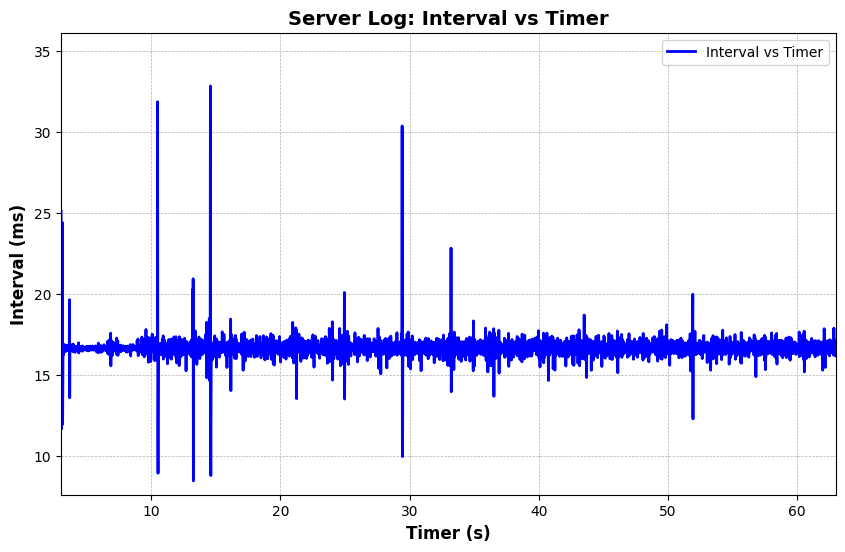 Server Log: Interval vs Timer
Interval vs Timer
35
30
25
20
15
10
Interval (ms)
10 20 30 40 50 60
Timer (s)